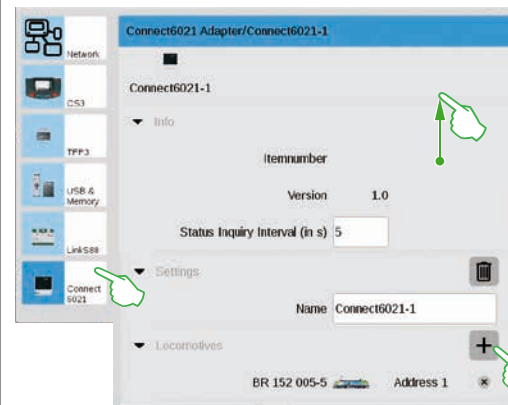 Network
CS3
TFP3
USB &
Memory
LinkS88
Connect
6021
Connect6021 Adapter/Connect6021-1
Connect6021-1
Info
Itemnumber
Version 1.0
Status Inquiry Interval (in s) 5
Settings
Name Connect6021-1
Locomotives
BR 152 005-5 Address 1